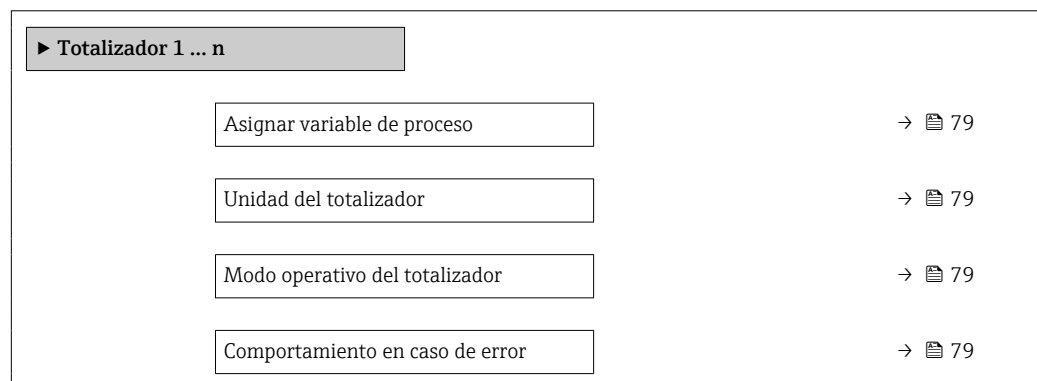 ▶ Totalizador 1 … n
Asignar variable de proceso → 79
Unidad del totalizador → 79
Modo operativo del totalizador → 79
Comportamiento en caso de error → 79